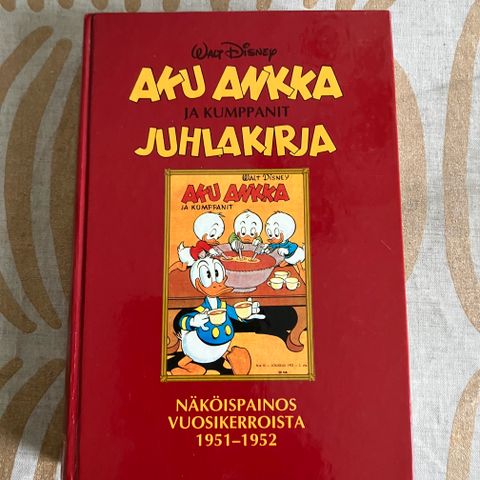 WALT DISNEY
AKU ANKKA
JA KUMPPANIT
JUHLAKIRJA
WALT DISNEY
AKU ANKKA
JA KUMPPANIT
NÄKÖISPAINOS
VUOSIKERROISTA
1951–1952